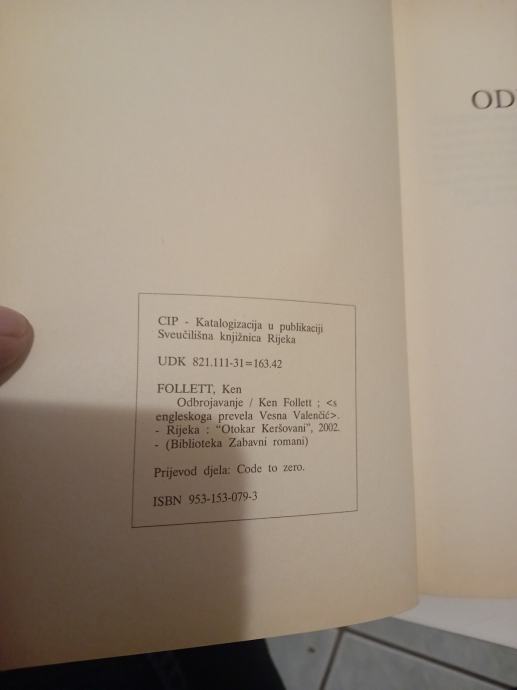 OD
CIP - Katalogizacija u publikaciji
Sveučilišna knjižnica Rijeka
UDK 821.111-31=163.42
FOLLETT, Ken
Odbrojavanje / Ken Follett ; <s
engleskoga prevela Vesna Valenčić>.
- Rijeka : "Otokar Keršovani", 2002.
- (Biblioteka Zabavni romani)
Prijevod djela: Code to zero.
ISBN 953-153-079-3